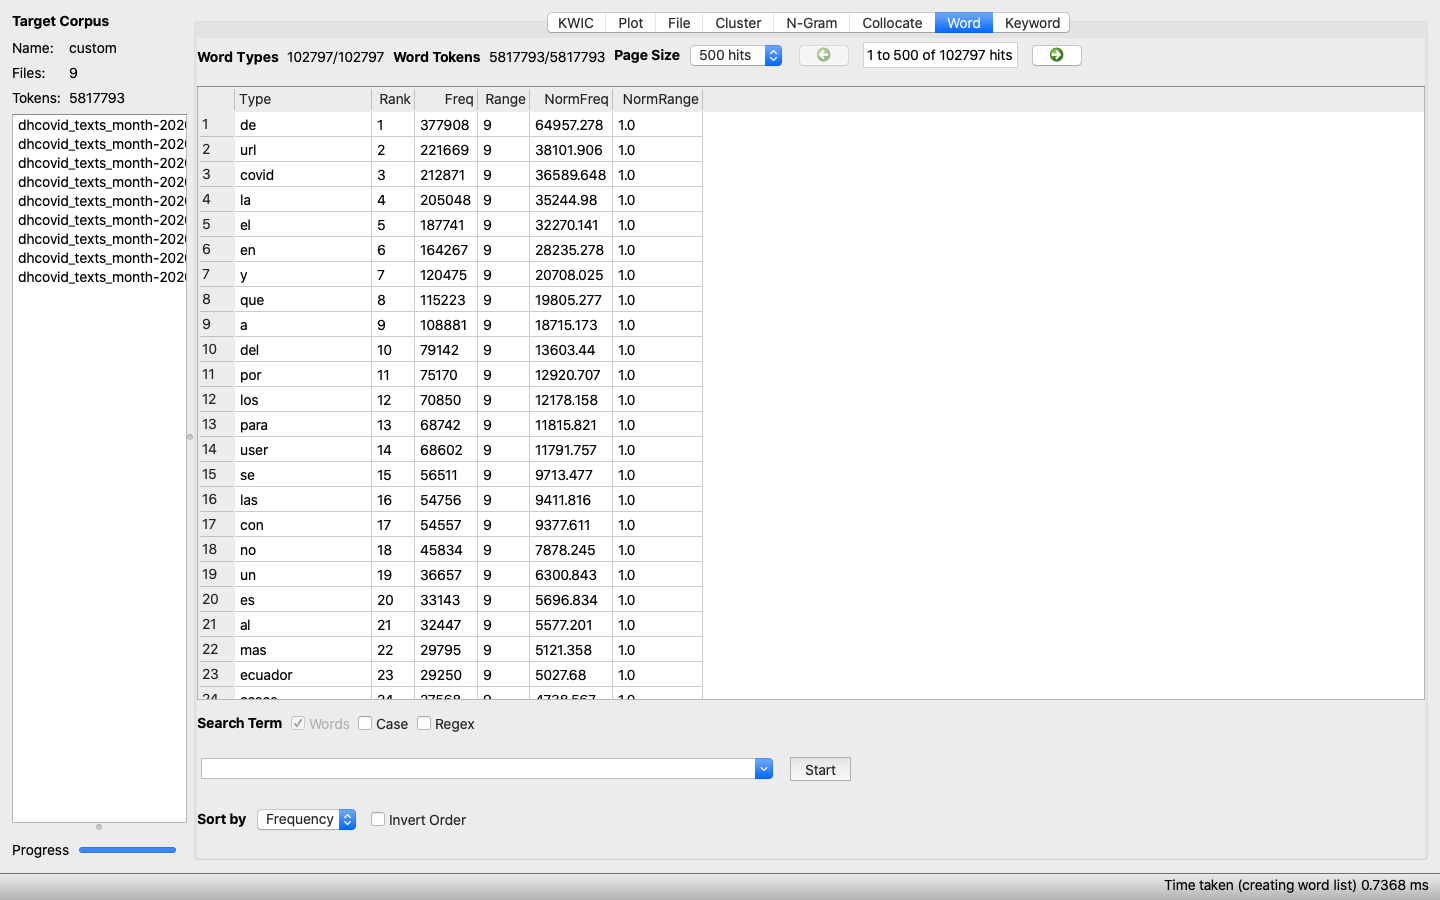 Target Corpus
Name: custom
Files: 9
Tokens: 5817793
dhcovid_texts_month-202
dhcovid_texts_month-202
dhcovid_texts_month-202
dhcovid_texts_month-202
dhcovid_texts_month-202
dhcovid_texts_month-202
dhcovid_texts_month-202
dhcovid_texts_month-202
dhcovid_texts_month-202
Progress
KWIC Plot File Cluster N-Gram Collocate Word Keyword
Word Types 102797/102797 Word Tokens 5817793/5817793 Page Size 500 hits 1 to 500 of 102797 hits
Type Rank Freq Range NormFreq NormRange
1 de 1 377908 9 64957.278 1.0
2 url 2 221669 9 38101.906 1.0
3 covid 3 212871 9 36589.648 1.0
4 la 4 205048 9 35244.98 1.0
5 el 5 187741 9 32270.141 1.0
6 en 6 164267 9 28235.278 1.0
7 y 7 120475 9 20708.025 1.0
8 que 8 115223 9 19805.277 1.0
9 a 9 108881 9 18715.173 1.0
10 del 10 79142 9 13603.44 1.0
11 por 11 75170 9 12920.707 1.0
12 los 12 70850 9 12178.158 1.0
13 para 13 68742 9 11815.821 1.0
14 user 14 68602 9 11791.757 1.0
15 se 15 56511 9 9713.477 1.0
16 las 16 54756 9 9411.816 1.0
17 con 17 54557 9 9377.611 1.0
18 no 18 45834 9 7878.245 1.0
19 un 19 36657 9 6300.843 1.0
20 es 20 33143 9 5696.834 1.0
21 al 21 32447 9 5577.201 1.0
22 mas 22 29795 9 5121.358 1.0
23 ecuador 23 29250 9 5027.68 1.0
24 casos 24 27568 9 4738.567 1.0
Search Term Words Case Regex
Start
Sort by Frequency Invert Order
Time taken (creating word list) 0.7368 ms